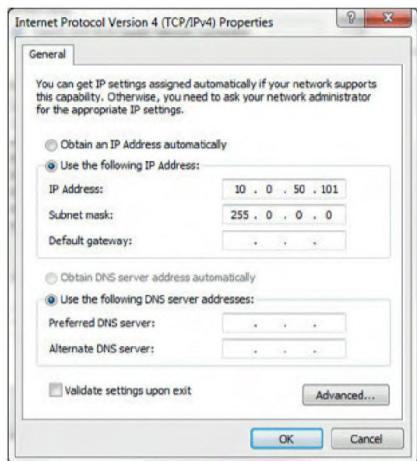 Internet Protocol Version 4 (TCP/IPv4) Properties
General
You can get IP settings assigned automatically if your network supports
this capability. Otherwise, you need to ask your network administrator
for the appropriate IP settings.
Obtain an IP Address automatically
Use the following IP Address:
IP Address: 10 . 0 . 50 . 101
Subnet mask: 255 . 0 . 0 . 0
Default gateway: . . .
Obtain DNS server address automatically
Use the following DNS server addresses:
Preferred DNS server: . . .
Alternate DNS server: . . .
Validate settings upon exit
Advanced...
OK Cancel